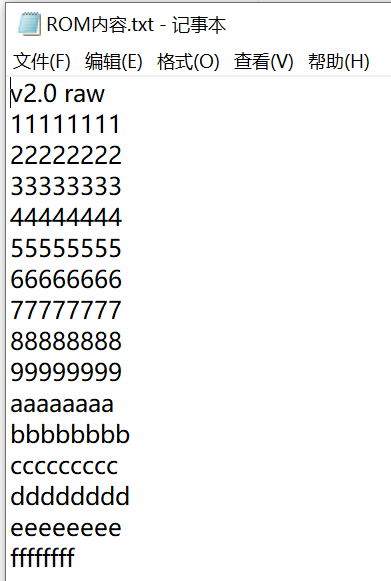 ROM内容.txt - 记事本
文件(F) 编辑(E) 格式(O) 查看(V) 帮助(H)
v2.0 raw
11111111
22222222
33333333
44444444
55555555
66666666
77777777
88888888
99999999
aaaaaaaa
bbbbbbbb
ccccccccc
dddddddd
eeeeeeee
ffffffff